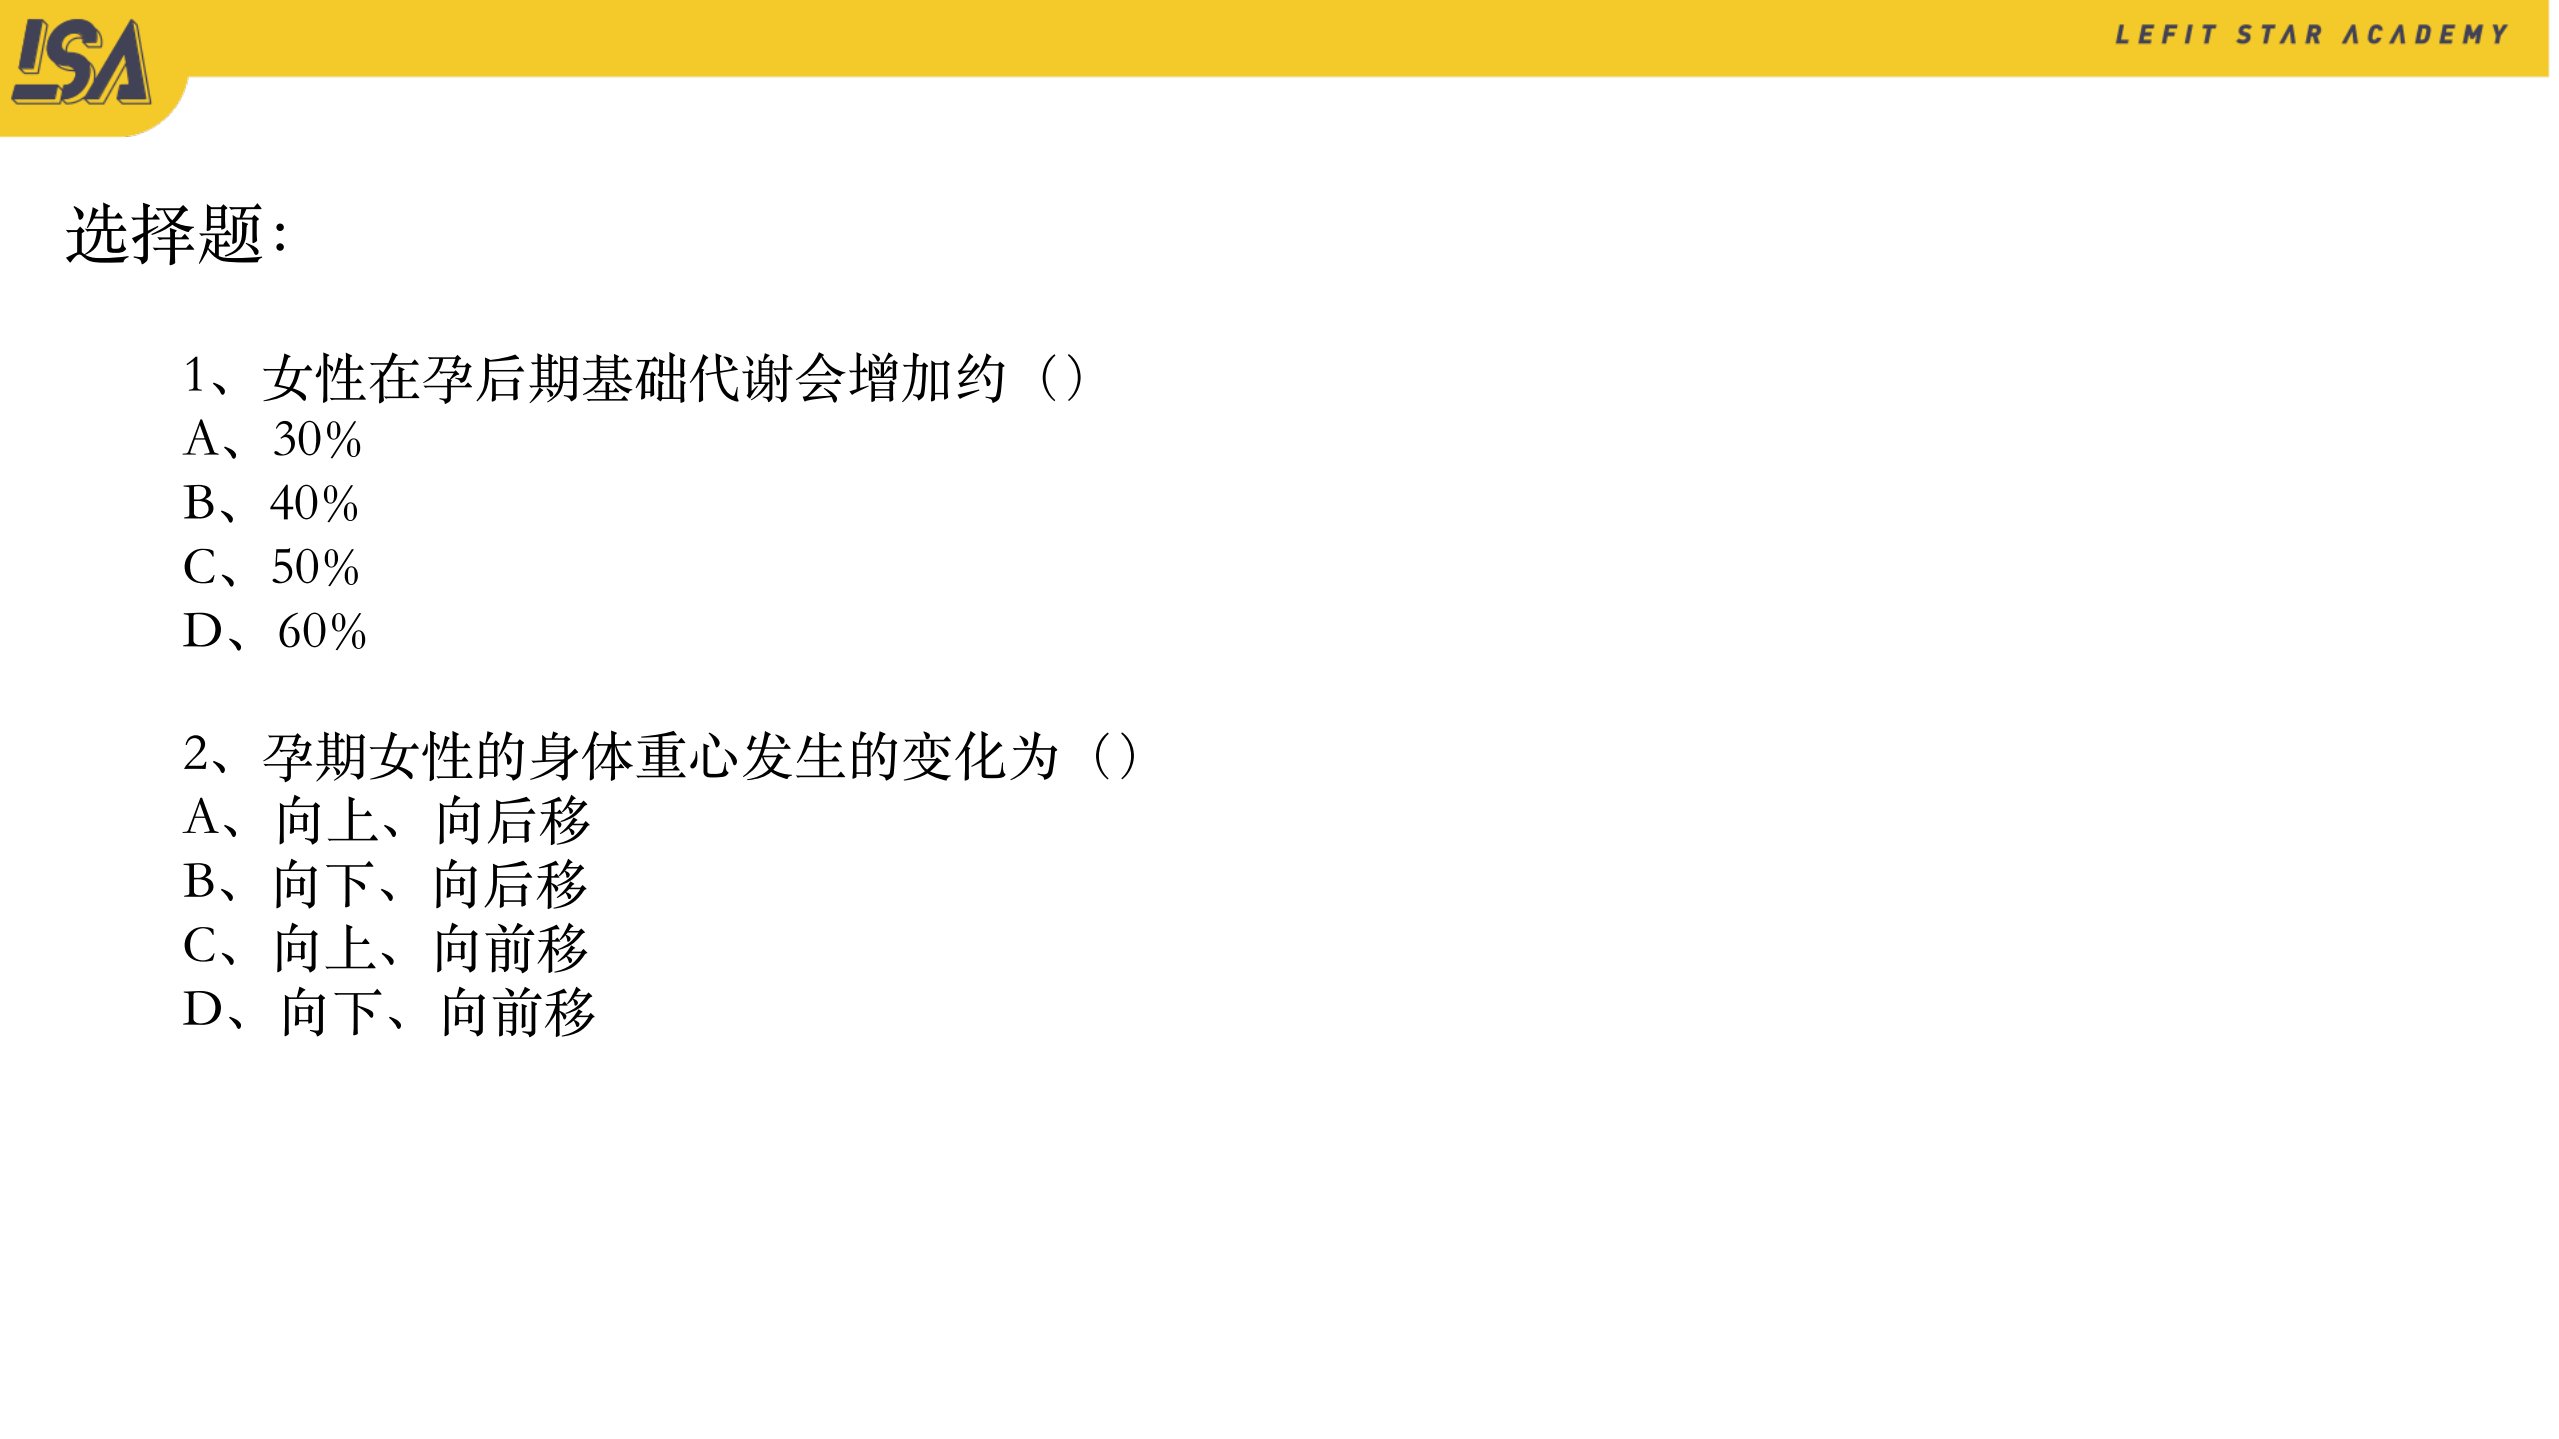 LSA
LEFIT STAR ACADEMY
选择题：
1、女性在孕后期基础代谢会增加约（）
A、30%
B、40%
C、50%
D、60%
2、孕期女性的身体重心发生的变化为（）
A、向上、向后移
B、向下、向后移
C、向上、向前移
D、向下、向前移